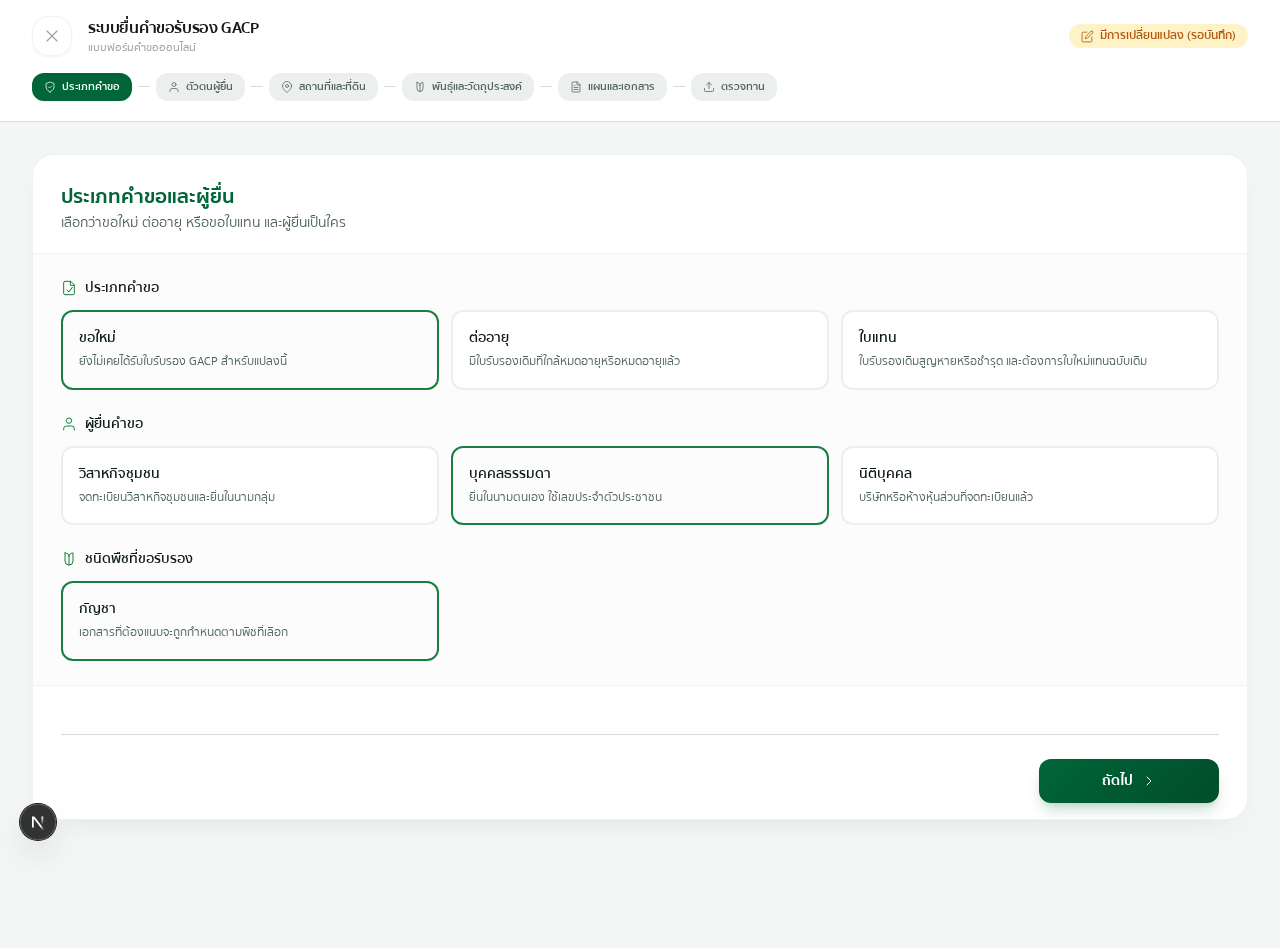 ระบบยื่นคำขอรับรอง GACP
แบบฟอร์มคำขอออนไลน์
มีการเปลี่ยนแปลง (รอบันทึก)
ประเภทคำขอ
ตัวตนผู้ยื่น
สถานที่และที่ดิน
พันธุ์และวัตถุประสงค์
แผนและเอกสาร
ตรวจทาน
ประเภทคำขอและผู้ยื่น
เลือกว่าขอใหม่ ต่ออายุ หรือขอใบแทน และผู้ยื่นเป็นใคร
ประเภทคำขอ
ขอใหม่
ยังไม่เคยได้รับใบรับรอง GACP สำหรับแปลงนี้
ต่ออายุ
มีใบรับรองเดิมที่ใกล้หมดอายุหรือหมดอายุแล้ว
ใบแทน
ใบรับรองเดิมสูญหายหรือชำรุด และต้องการใบใหม่แทนฉบับเดิม
ผู้ยื่นคำขอ
วิสาหกิจชุมชน
จดทะเบียนวิสาหกิจชุมชนและยื่นในนามกลุ่ม
บุคคลธรรมดา
ยื่นในนามตนเอง ใช้เลขประจำตัวประชาชน
นิติบุคคล
บริษัทหรือห้างหุ้นส่วนที่จดทะเบียนแล้ว
ชนิดพืชที่ขอรับรอง
กัญชา
เอกสารที่ต้องแนบจะถูกกำหนดตามพืชที่เลือก
ถัดไป
N